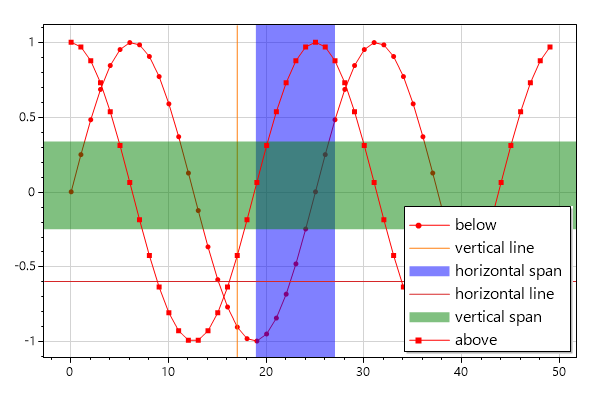 1
0.5
0
-0.5
-1
0
10
20
30
40
50
below
vertical line
horizontal span
horizontal line
vertical span
above